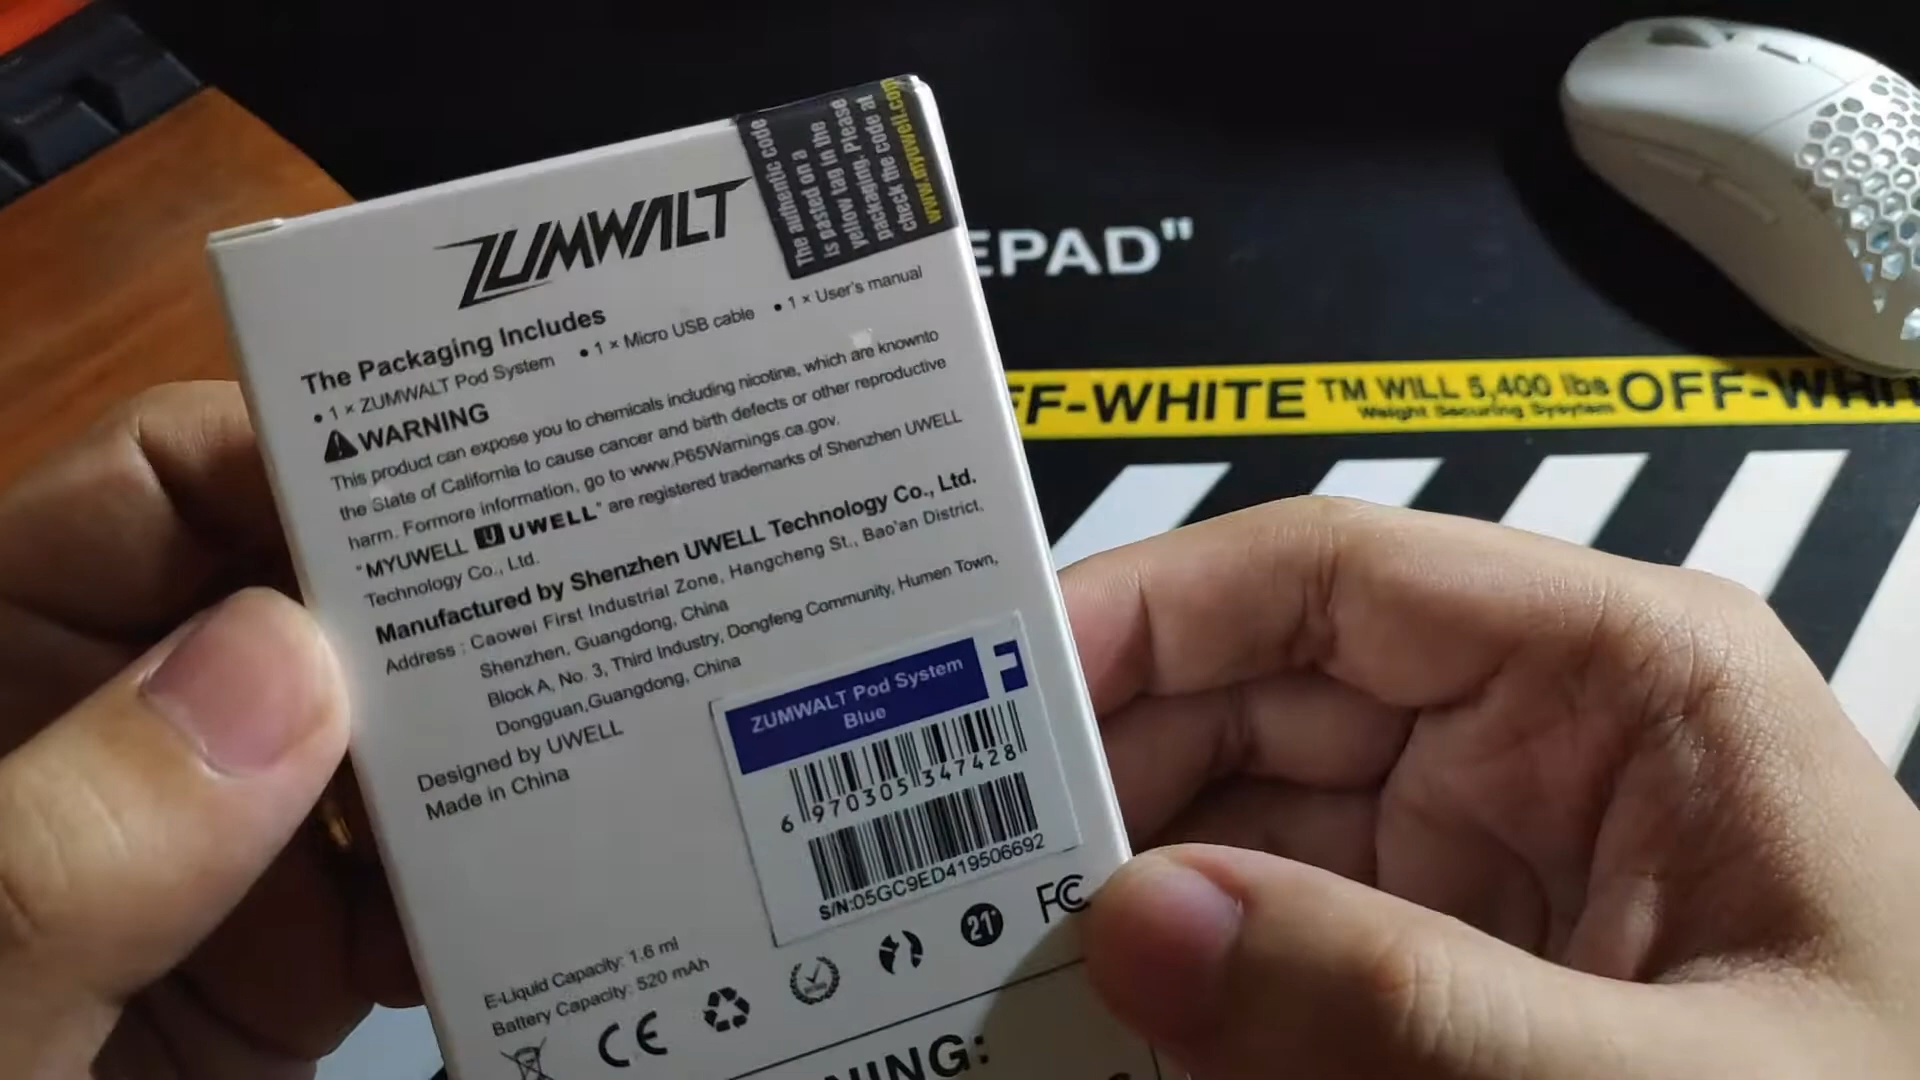 ZUMWALT
The authentic code
is pasted on a
yellow tag in the
packaging. Please
check the code at
www.myuwell.com
The Packaging Includes
• 1 × ZUMWALT Pod System • 1 × Micro USB cable • 1 × User's manual
WARNING
This product can expose you to chemicals including nicotine, which are knownto
the State of California to cause cancer and birth defects or other reproductive
harm. Formore information, go to www.P65Warnings.ca.gov.
"MYUWELL U UWELL" are registered trademarks of Shenzhen UWELL
Technology Co., Ltd.
Manufactured by Shenzhen UWELL Technology Co., Ltd.
Address : Caowei First Industrial Zone, Hangcheng St., Bao'an District,
Shenzhen, Guangdong, China
Block A, No. 3, Third Industry, Dongfeng Community, Humen Town,
Dongguan,Guangdong, China
Designed by UWELL
Made in China
ZUMWALT Pod System
Blue
6 970305 347428
S/N:05GC9ED419506692
E-Liquid Capacity: 1.6 ml
Battery Capacity: 520 mAh
CE
21+
FC
NING:
EPAD"
FF-WHITE TM WILL 5,400 lbs OFF-WHI
Weight Securing Sysytem